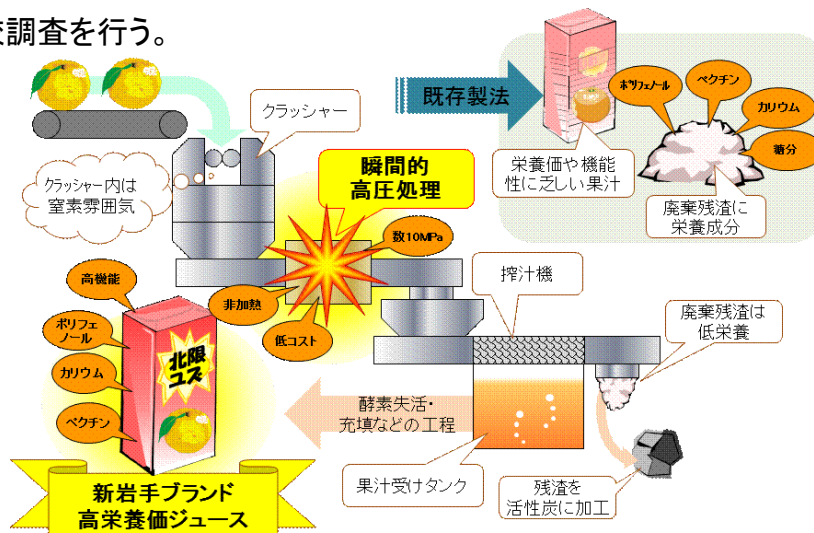 調査を行う。
クラッシャー
クラッシャー内は
窒素雰囲気
瞬間的
高圧処理
数10MPa
非加熱
低コスト
既存製法
栄養価や機能
性に乏しい果汁
ポリフェノール
ペクチン
カリウム
糖分
廃棄残渣に
栄養成分
搾汁機
廃棄残渣は
低栄養
高機能
ポリフェ
ノール
カリウム
ペクチン
北限
ユズ
酵素失活・
充填などの工程
果汁受けタンク
残渣を
活性炭に加工
新岩手ブランド
高栄養価ジュース